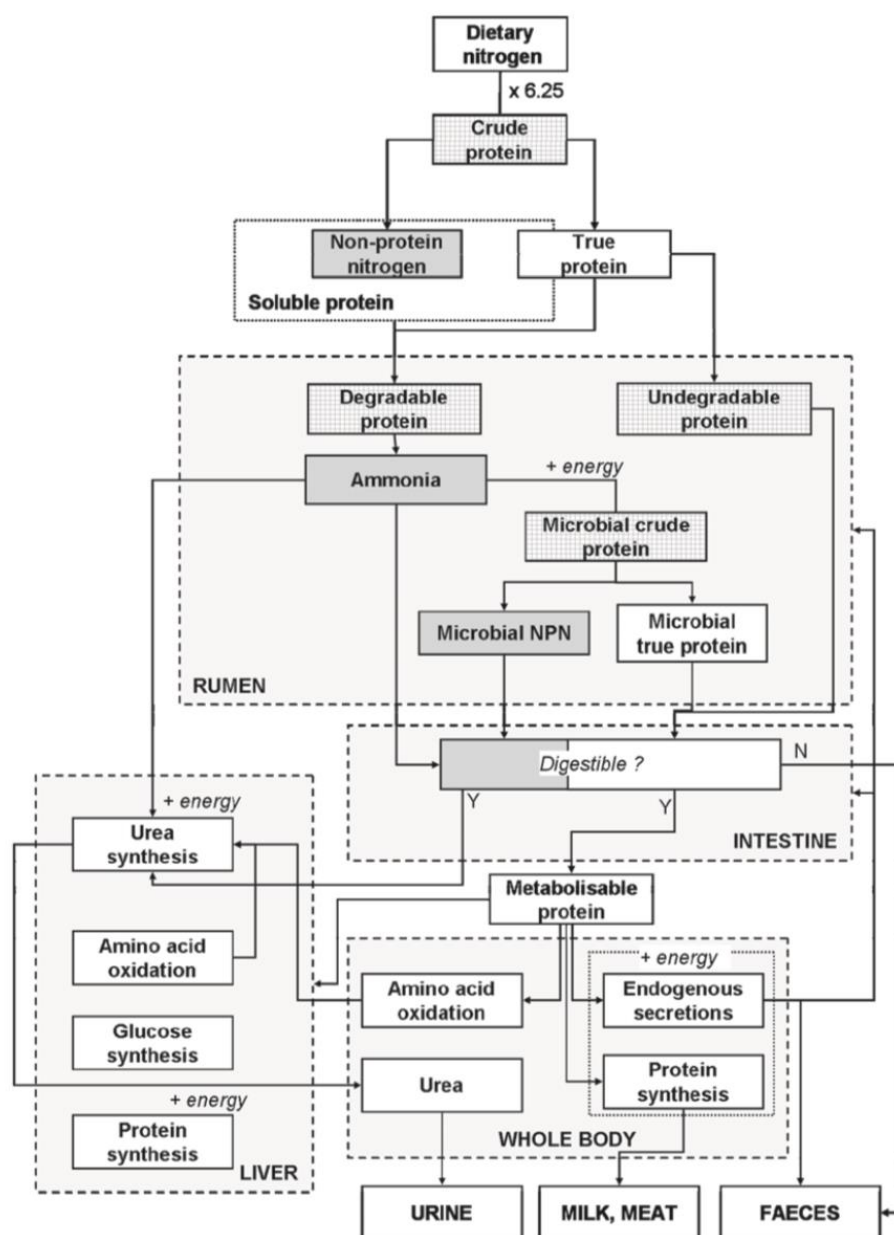 Dietary
nitrogen
x 6.25
Crude
protein
Non-protein
nitrogen
True
protein
Soluble protein
Degradable
protein
Undegradable
protein
+ energy
Ammonia
Microbial crude
protein
Microbial NPN
Microbial
true protein
RUMEN
Digestible ?
N
Y
Y
INTESTINE
+ energy
Urea
synthesis
Metabolisable
protein
Amino acid
oxidation
+ energy
Amino acid
oxidation
Endogenous
secretions
Glucose
synthesis
Urea
Protein
synthesis
+ energy
Protein
synthesis
WHOLE BODY
LIVER
URINE
MILK, MEAT
FAECES